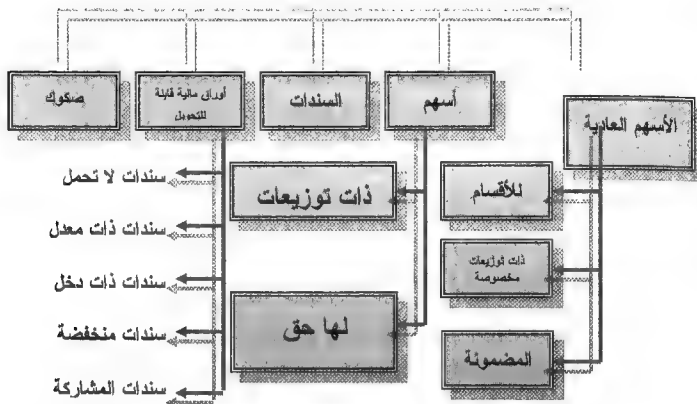 الأسهم العادية
أسهم
السندات
أوراق مالية قابلة
للتحويل
صكوك
للأقسام
ذات توزيعات
مخصومة
المضمونة
ذات توزيعات
لها حق
سندات لا تحمل
سندات ذات معدل
سندات ذات دخل
سندات منخفضة
سندات المشاركة